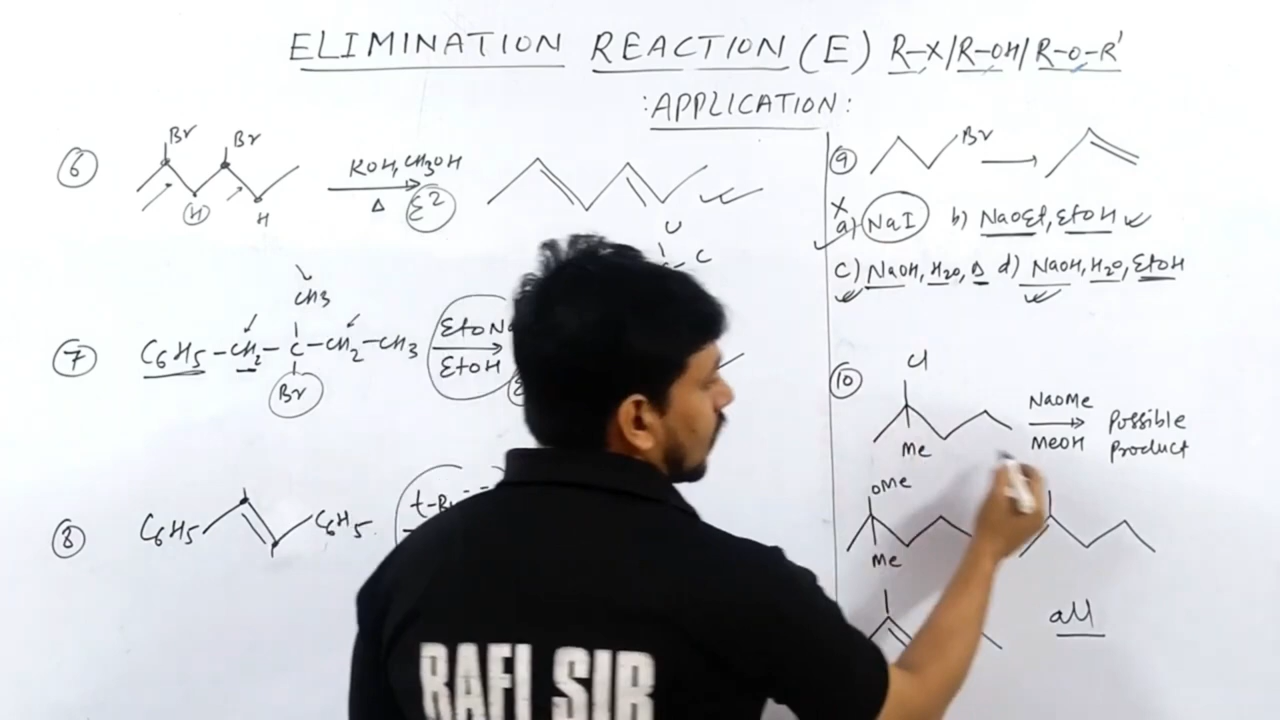 ELIMINATION REACTION (E) R-X/R-OH/R-O-R'
:APPLICATION:
6
Br Br
H H
KOH, CH3OH
Δ E2
7
CH3
C6H5-CH2-C-CH2-CH3
Br
EtONa
EtOH
8
C6H5 C6H5
t-Bu
9
Br
a) NaI b) NaOEt, EtOH
c) NaOH, H2O, Δ d) NaOH, H2O, EtOH
10
Cl
Me
NaOMe
MeOH
Possible
Product
OMe
Me
all
RAFI SIR